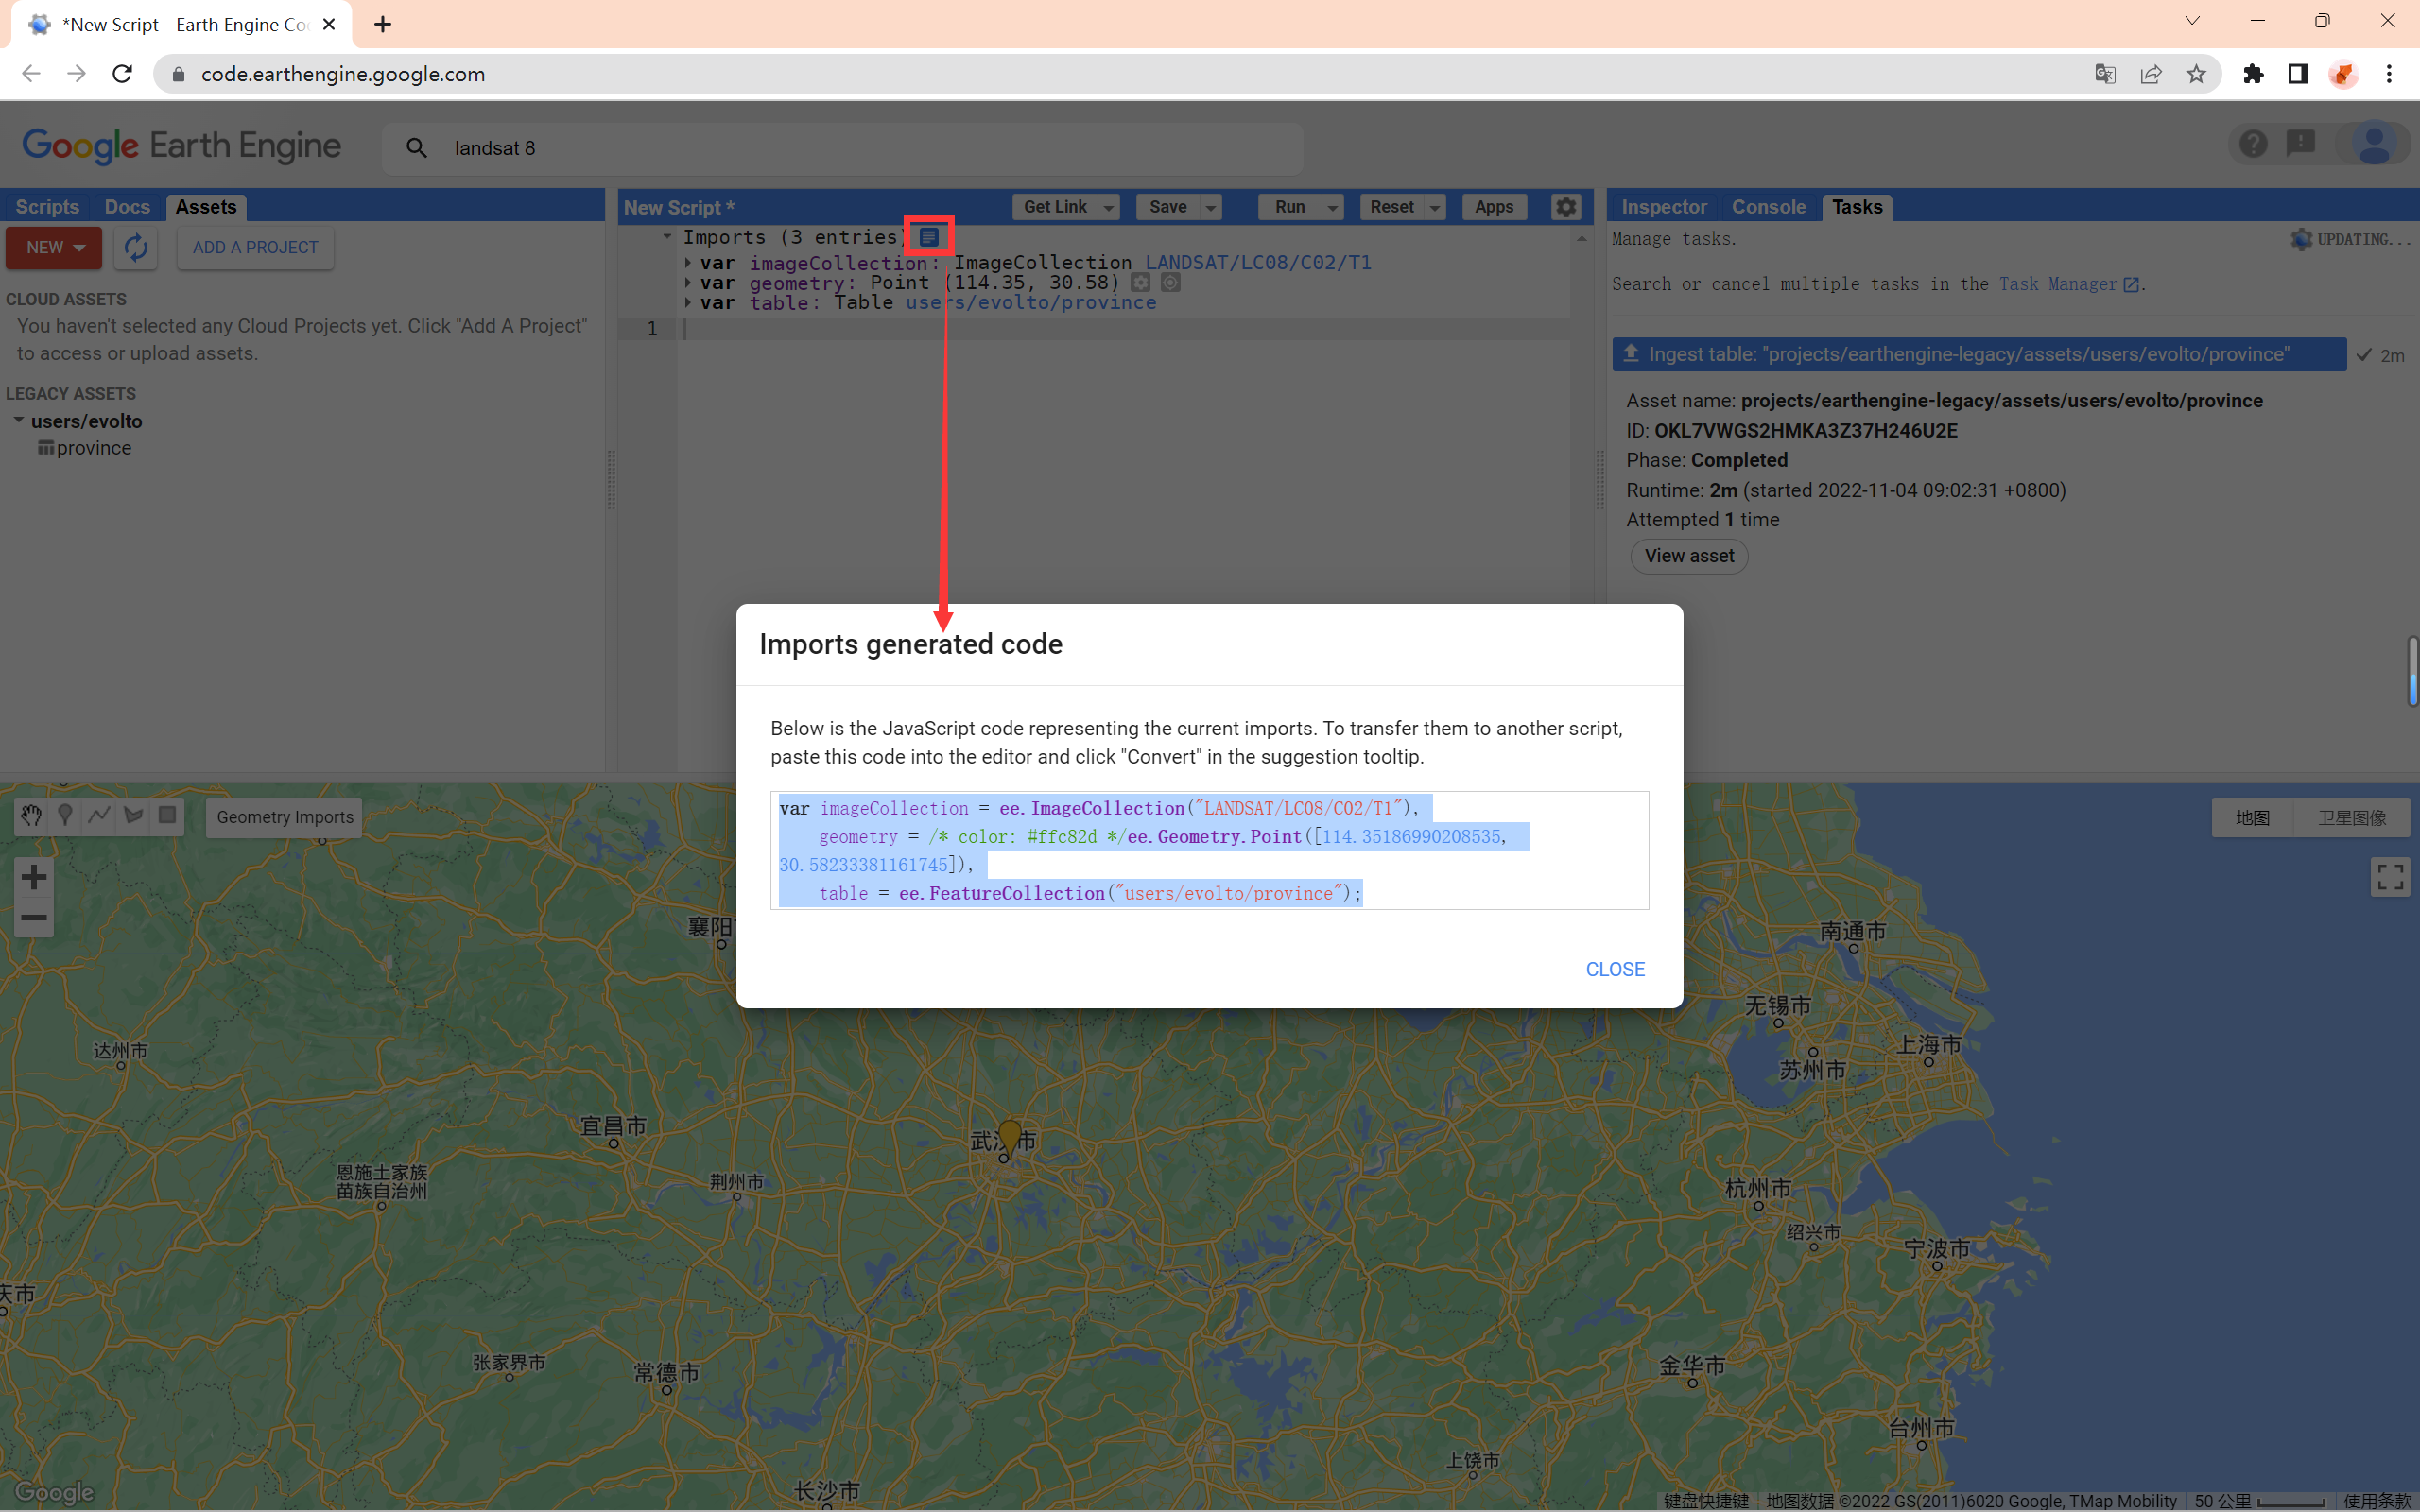 *New Script - Earth Engine Co
code.earthengine.google.com
Google Earth Engine
landsat 8
Scripts Docs Assets
NEW
ADD A PROJECT
CLOUD ASSETS
You haven't selected any Cloud Projects yet. Click "Add A Project"
to access or upload assets.
LEGACY ASSETS
users/evolto
province
New Script *
Get Link Save Run Reset Apps
Imports (3 entries)
var imageCollection: ImageCollection LANDSAT/LC08/C02/T1
var geometry: Point (114.35, 30.58)
var table: Table users/evolto/province
1
Inspector Console Tasks
Manage tasks.
UPDATING...
Search or cancel multiple tasks in the Task Manager.
Ingest table: "projects/earthengine-legacy/assets/users/evolto/province"
2m
Asset name: projects/earthengine-legacy/assets/users/evolto/province
ID: OKL7VWGS2HMKA3Z37H246U2E
Phase: Completed
Runtime: 2m (started 2022-11-04 09:02:31 +0800)
Attempted 1 time
View asset
Imports generated code
Below is the JavaScript code representing the current imports. To transfer them to another script,
paste this code into the editor and click "Convert" in the suggestion tooltip.
var imageCollection = ee.ImageCollection("LANDSAT/LC08/C02/T1"),
geometry = /* color: #ffc82d */ee.Geometry.Point([114.35186990208535,
30.58233381161745]),
table = ee.FeatureCollection("users/evolto/province");
CLOSE
Geometry Imports
地图
卫星图像
襄阳
南通市
无锡市
上海市
苏州市
达州市
宜昌市
武汉市
恩施土家族
苗族自治州
荆州市
杭州市
绍兴市
宁波市
庆市
张家界市
常德市
金华市
台州市
上饶市
长沙市
Google
键盘快捷键
地图数据 ©2022 GS(2011)6020 Google, TMap Mobility
50 公里
使用条款